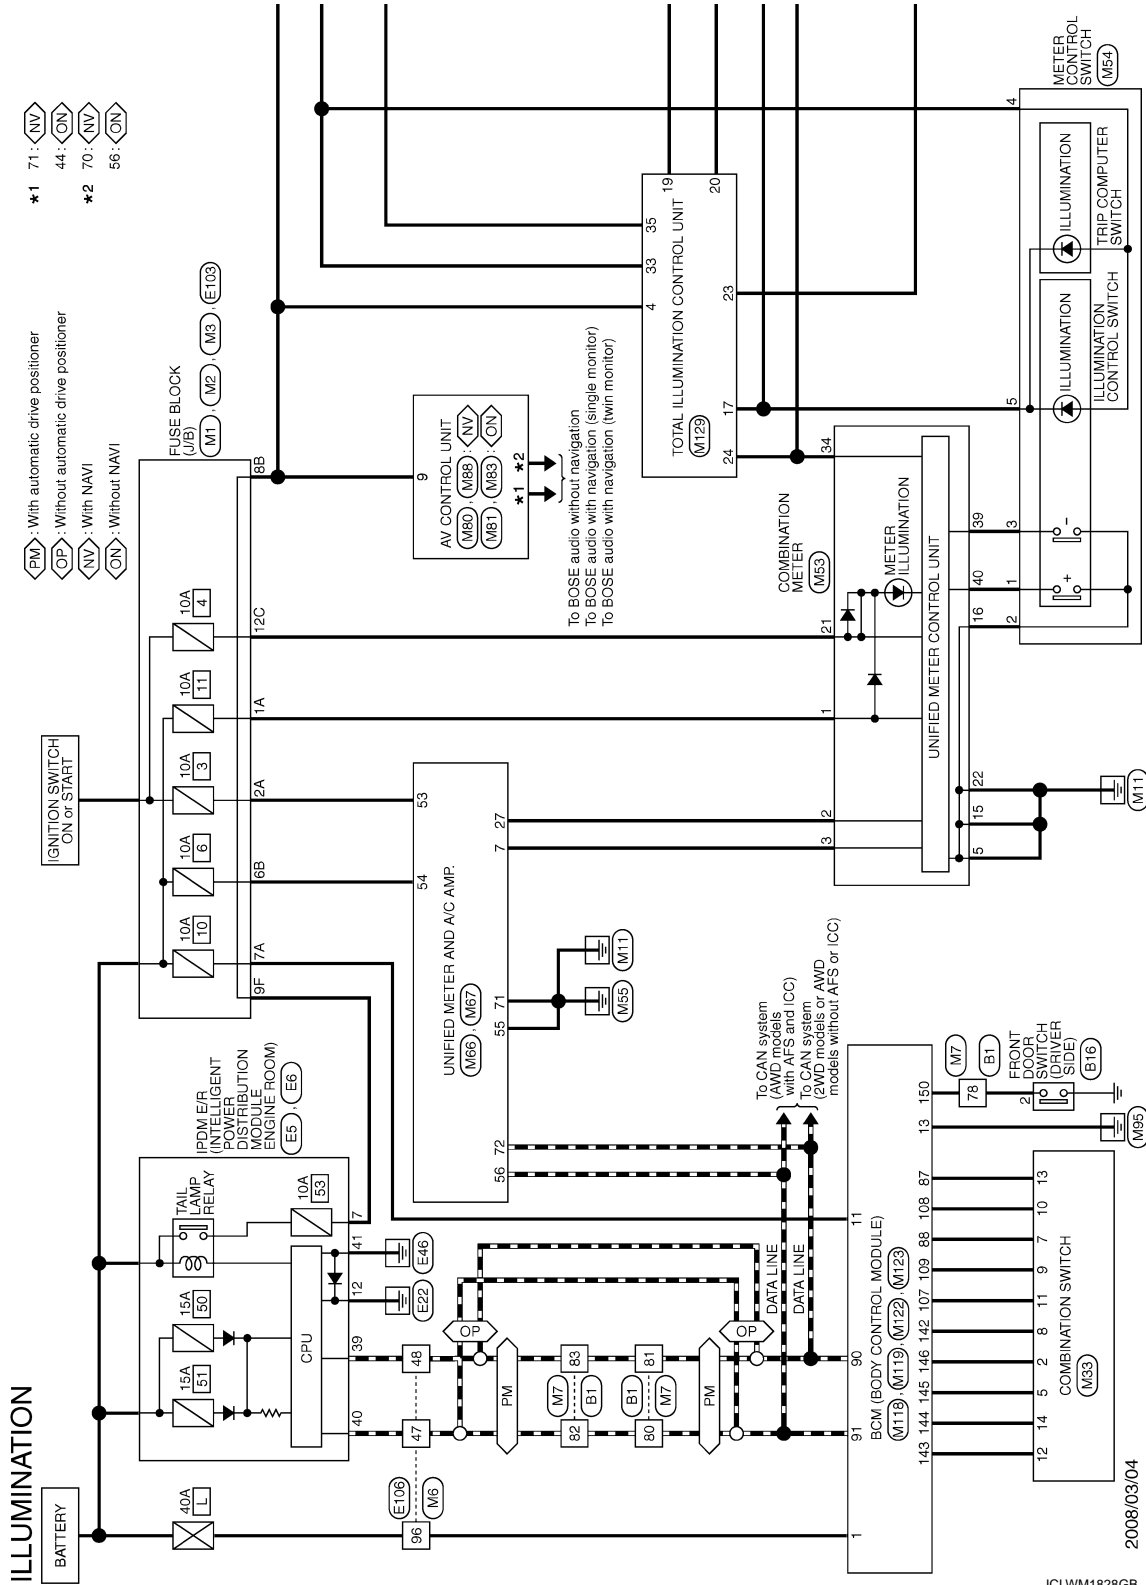 ILLUMINATION
BATTERY
IGNITION SWITCH
ON or START
PM : With automatic drive positioner
OP : Without automatic drive positioner
NV : With NAVI
ON : Without NAVI
*1 71: NV
44: ON
*2 70: NV
56: ON
40A
L
15A
51
15A
50
TAIL
LAMP
RELAY
10A
53
CPU
IPDM E/R
(INTELLIGENT
POWER
DISTRIBUTION
MODULE
ENGINE ROOM)
E5 , E6
40
39
12
41
7
E22
E46
10A
10
10A
6
10A
3
10A
11
10A
4
FUSE BLOCK
(J/B)
M1 , M2 , M3 , E103
9F
7A
6B
2A
1A
12C
8B
E106
M6
96
47
48
OP
PM
82
83
M7
B1
80
81
B1
M7
PM
OP
DATA LINE
DATA LINE
54
53
UNIFIED METER AND A/C AMP.
M66 , M67
56
72
55
71
7
27
M55
M11
To CAN system
(AWD models
with AFS and ICC)
To CAN system
(2WD models or AWD
models without AFS or ICC)
9
AV CONTROL UNIT
M80 , M88 : NV
M81 , M83 : ON
*1 *2
To BOSE audio without navigation
To BOSE audio with navigation (single monitor)
To BOSE audio with navigation (twin monitor)
4
33
35
19
20
TOTAL ILLUMINATION CONTROL UNIT
M129
24
17
23
1
91
90
11
BCM (BODY CONTROL MODULE)
M118 , M119 , M122 , M123
143
144
145
146
142
107
109
88
108
87
13
150
12
14
5
2
8
11
9
7
10
13
COMBINATION SWITCH
M33
M95
M7
78
B1
2
FRONT
DOOR
SWITCH
(DRIVER
SIDE)
B16
3
2
1
21
34
COMBINATION
METER
M53
METER
ILLUMINATION
UNIFIED METER CONTROL UNIT
5
15
22
16
40
39
M11
2
1
3
5
4
+
-
ILLUMINATION
ILLUMINATION
CONTROL SWITCH
ILLUMINATION
TRIP COMPUTER
SWITCH
METER
CONTROL
SWITCH
M54
2008/03/04
JCLWM1828GB